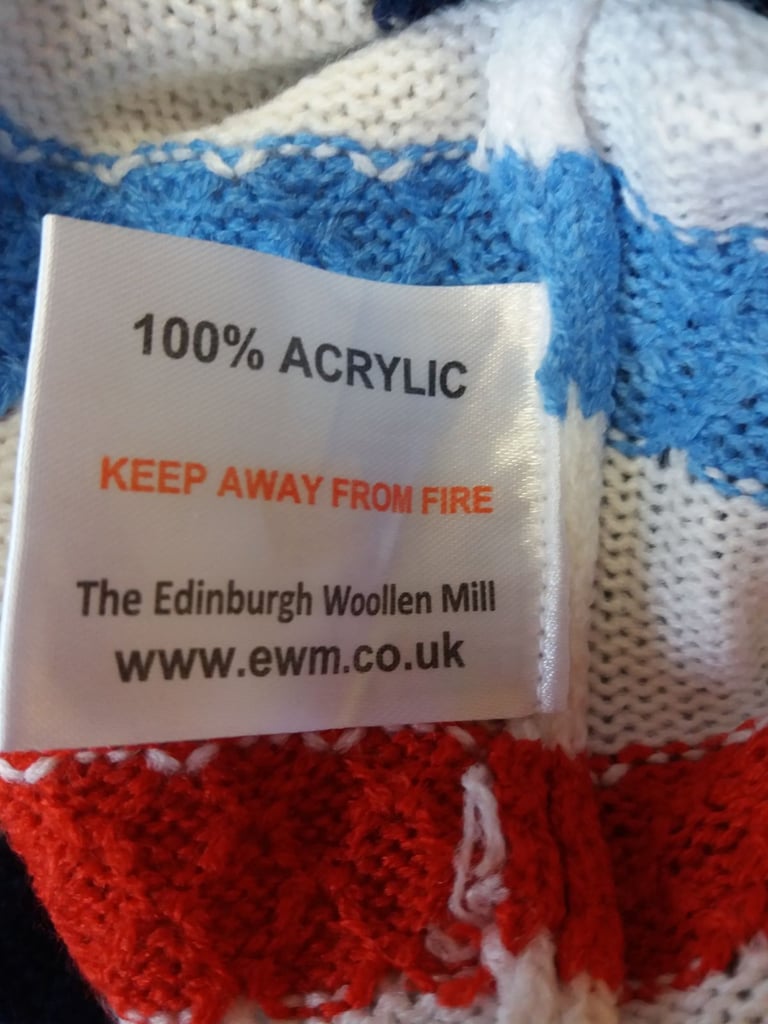 100% ACRYLIC
KEEP AWAY FROM FIRE
The Edinburgh Woollen Mill
www.ewm.co.uk